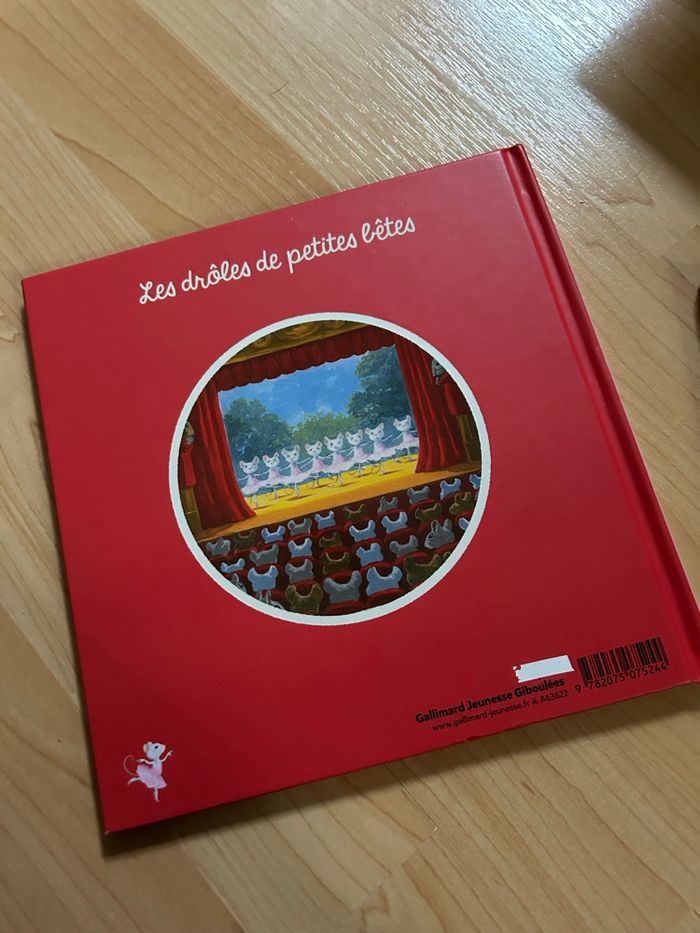 Les drôles de petites bêtes
Gallimard Jeunesse Giboulées
www.gallimard-jeunesse.fr & A63622
9 782075 075244